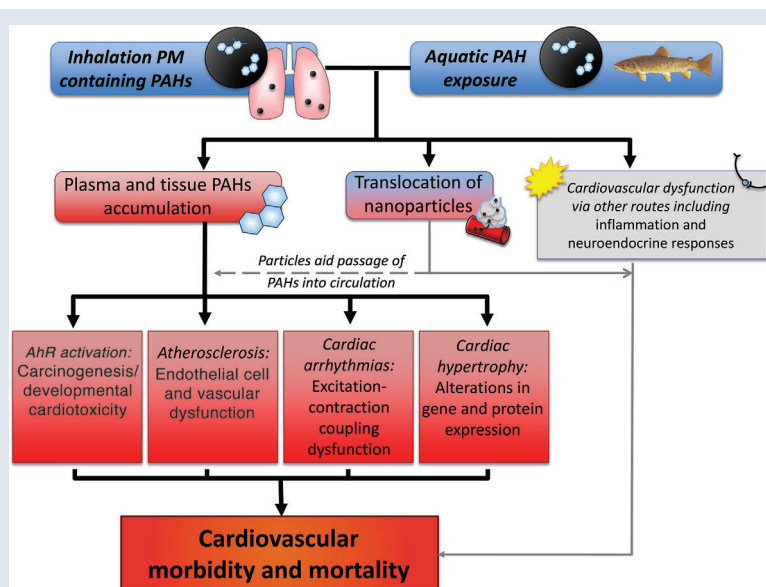 Inhalation PM
containing PAHs
Aquatic PAH
exposure
Plasma and tissue PAHs
accumulation
Translocation of
nanoparticles
Cardiovascular dysfunction
via other routes including
inflammation and
neuroendocrine responses
Particles aid passage of
PAHs into circulation
AhR activation:
Carcinogenesis/
developmental
cardiotoxicity
Atherosclerosis:
Endothelial cell
and vascular
dysfunction
Cardiac
arrhythmias:
Excitation-
contraction
coupling
dysfunction
Cardiac
hypertrophy:
Alterations in
gene and protein
expression
Cardiovascular
morbidity and mortality